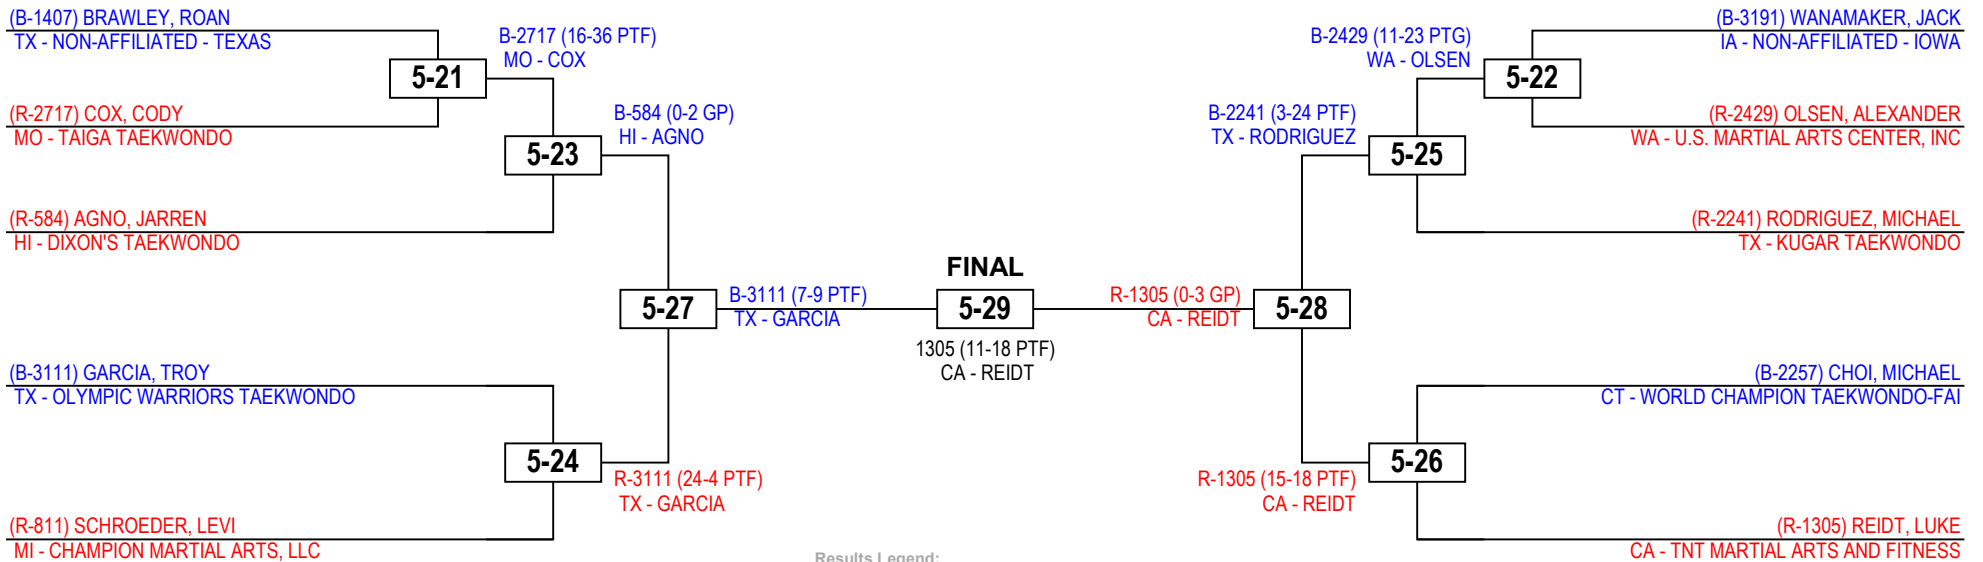 (B-1407) BRAWLEY, ROAN
TX - NON-AFFILIATED - TEXAS
5-21
(R-2717) COX, CODY
MO - TAIGA TAEKWONDO
B-2717 (16-36 PTF)
MO - COX
5-23
(R-584) AGNO, JARREN
HI - DIXON'S TAEKWONDO
B-584 (0-2 GP)
HI - AGNO
5-27
(B-3111) GARCIA, TROY
TX - OLYMPIC WARRIORS TAEKWONDO
5-24
(R-811) SCHROEDER, LEVI
MI - CHAMPION MARTIAL ARTS, LLC
R-3111 (24-4 PTF)
TX - GARCIA
B-3111 (7-9 PTF)
TX - GARCIA
FINAL
5-29
1305 (11-18 PTF)
CA - REIDT
R-1305 (0-3 GP)
CA - REIDT
5-28
B-2241 (3-24 PTF)
TX - RODRIGUEZ
5-25
B-2429 (11-23 PTG)
WA - OLSEN
5-22
(B-3191) WANAMAKER, JACK
IA - NON-AFFILIATED - IOWA
(R-2429) OLSEN, ALEXANDER
WA - U.S. MARTIAL ARTS CENTER, INC
(R-2241) RODRIGUEZ, MICHAEL
TX - KUGAR TAEKWONDO
R-1305 (15-18 PTF)
CA - REIDT
5-26
(B-2257) CHOI, MICHAEL
CT - WORLD CHAMPION TAEKWONDO-FAI
(R-1305) REIDT, LUKE
CA - TNT MARTIAL ARTS AND FITNESS
Results Legend: